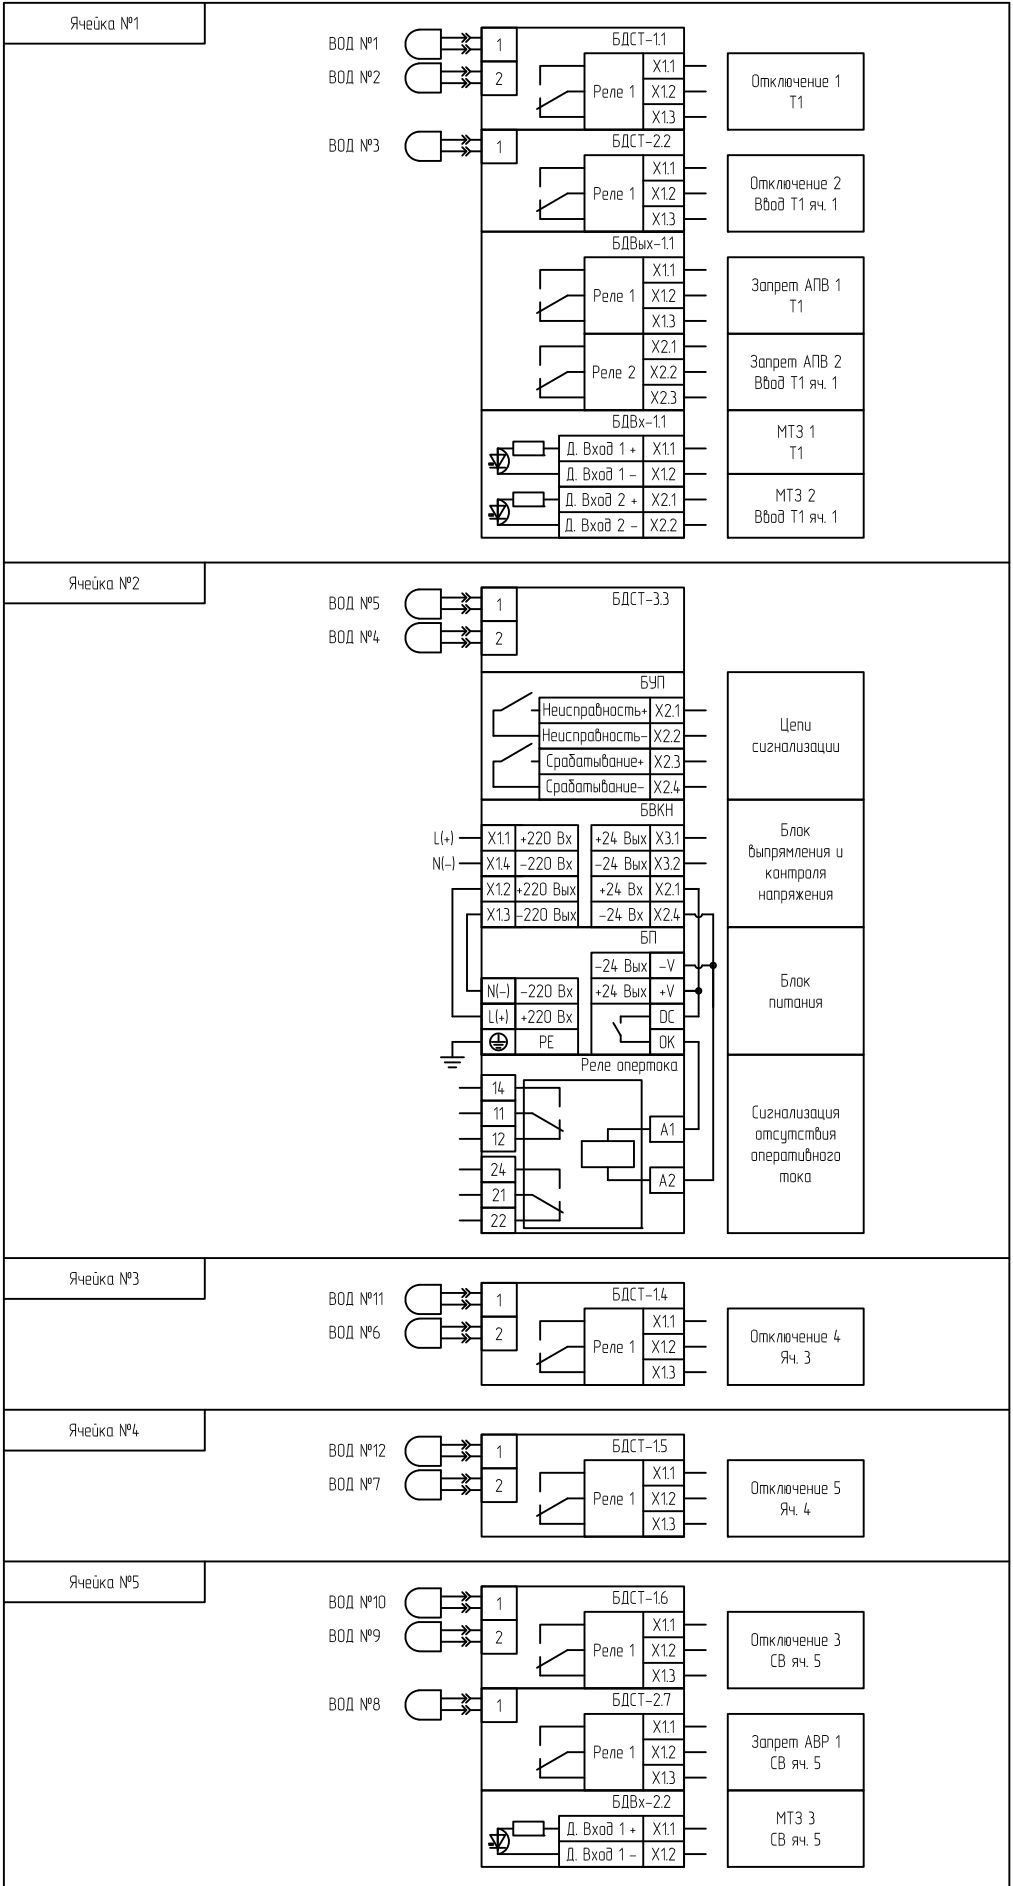 Ячейка №1
ВОД №1
1
БДСТ-1.1
ВОД №2
2
Реле 1
X1.1
X1.2
X1.3
Отключение 1
Т1
ВОД №3
1
БДСТ-2.2
Реле 1
X1.1
X1.2
X1.3
Отключение 2
Ввод Т1 яч. 1
БДВых-1.1
Реле 1
X1.1
X1.2
X1.3
Запрет АПВ 1
Т1
Реле 2
X2.1
X2.2
X2.3
Запрет АПВ 2
Ввод Т1 яч. 1
БДВх-1.1
Д. Вход 1 + X1.1
Д. Вход 1 - X1.2
МТЗ 1
Т1
Д. Вход 2 + X2.1
Д. Вход 2 - X2.2
МТЗ 2
Ввод Т1 яч. 1
Ячейка №2
ВОД №5
1
БДСТ-3.3
ВОД №4
2
БУП
Неисправность+ X2.1
Неисправность- X2.2
Срабатывание+ X2.3
Срабатывание- X2.4
Цепи
сигнализации
БВКН
L(+) X1.1 +220 Вх +24 Вых X3.1
N(-) X1.4 -220 Вх -24 Вых X3.2
X1.2 +220 Вых +24 Вх X2.1
X1.3 -220 Вых -24 Вх X2.4
Блок
выпрямления и
контроля
напряжения
БП
-24 Вых -V
N(-) -220 Вх +24 Вых +V
L(+) +220 Вх DC
PE OK
Блок
питания
Реле опертока
14
11
12
24
21
22
A1
A2
Сигнализация
отсутствия
оперативного
тока
Ячейка №3
ВОД №11
1
БДСТ-1.4
ВОД №6
2
Реле 1
X1.1
X1.2
X1.3
Отключение 4
Яч. 3
Ячейка №4
ВОД №12
1
БДСТ-1.5
ВОД №7
2
Реле 1
X1.1
X1.2
X1.3
Отключение 5
Яч. 4
Ячейка №5
ВОД №10
1
БДСТ-1.6
ВОД №9
2
Реле 1
X1.1
X1.2
X1.3
Отключение 3
СВ яч. 5
ВОД №8
1
БДСТ-2.7
Реле 1
X1.1
X1.2
X1.3
Запрет АВР 1
СВ яч. 5
БДВх-2.2
Д. Вход 1 + X1.1
Д. Вход 1 - X1.2
МТЗ 3
СВ яч. 5